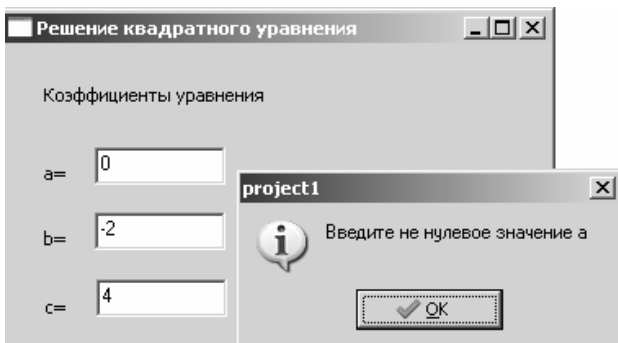 Решение квадратного уравнения
Коэффициенты уравнения
a= 0
project1
Введите не нулевое значение a
b= -2
OK
c= 4